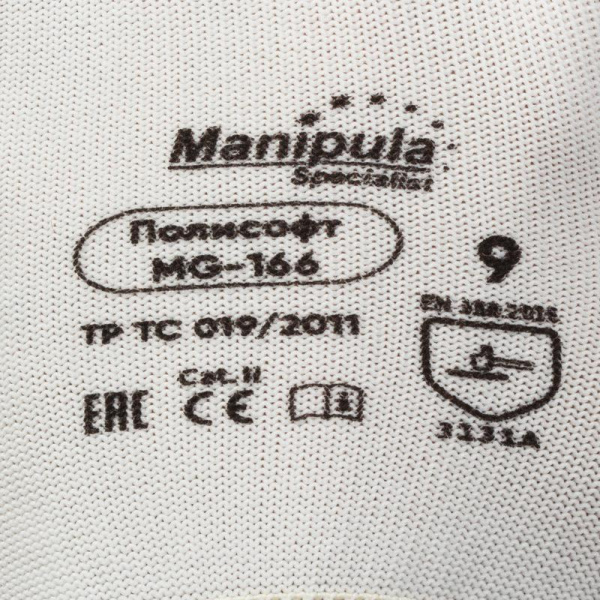 Manipula
Specialist
Полисофт
MG-166
9
ТР ТС 019/2011
EN 388:2016
Cat. II
EAC CE
3131A